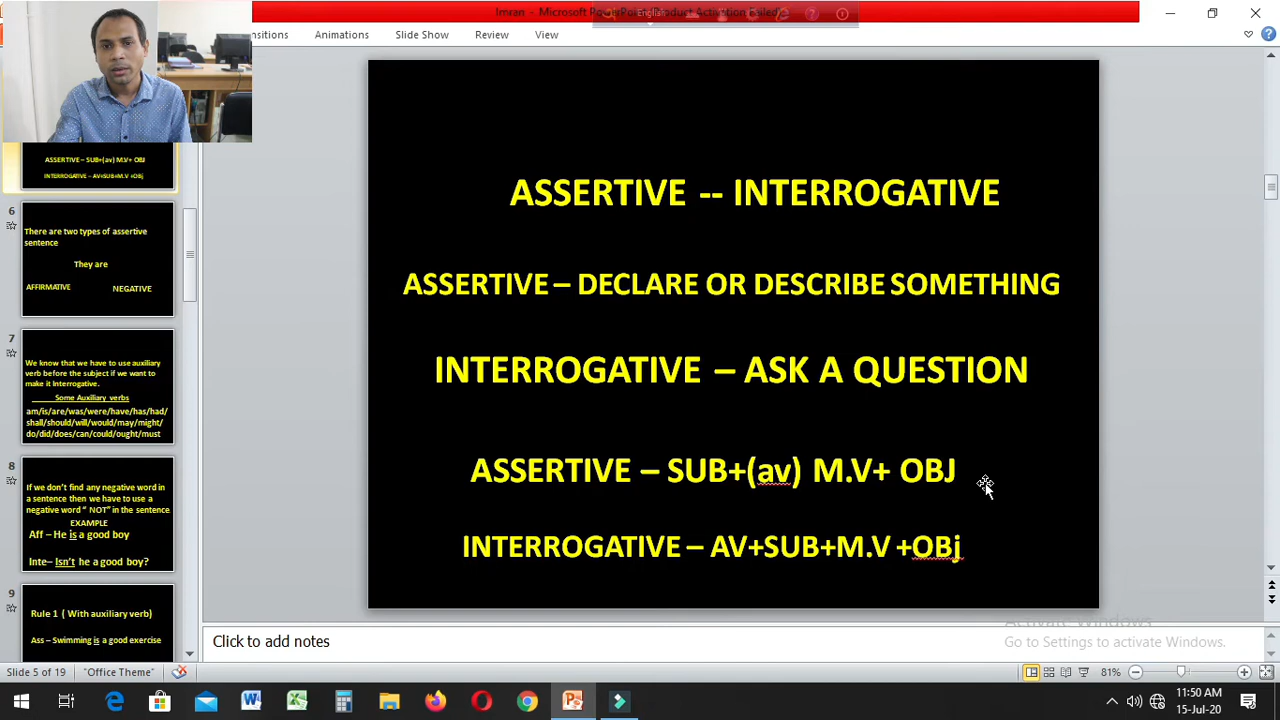 Imran - Microsoft PowerPoint (Product Activation Failed)
English
Animations
Slide Show
Review
View
ASSERTIVE – SUB+(av) M.V+ OBJ
INTERROGATIVE – AV+SUB+M.V +OBj
6
There are two types of assertive
sentence
They are
AFFIRMATIVE NEGATIVE
7
We know that we have to use auxiliary
verb before the subject if we want to
make it Interrogative.
Some Auxiliary verbs
am/is/are/was/were/have/has/had/
shall/should/will/would/may/might/
do/did/does/can/could/ought/must
8
If we don't find any negative word in
a sentence then we have to use a
negative word “ NOT” in the sentence
EXAMPLE
Aff – He is a good boy
Inte– Isn't he a good boy?
9
Rule 1 ( With auxiliary verb)
Ass – Swimming is a good exercise
ASSERTIVE -- INTERROGATIVE
ASSERTIVE – DECLARE OR DESCRIBE SOMETHING
INTERROGATIVE – ASK A QUESTION
ASSERTIVE – SUB+(av) M.V+ OBJ
INTERROGATIVE – AV+SUB+M.V +OBj
Activate Windows
Go to Settings to activate Windows.
Click to add notes
Slide 5 of 19
"Office Theme"
81%
11:50 AM
15-Jul-20